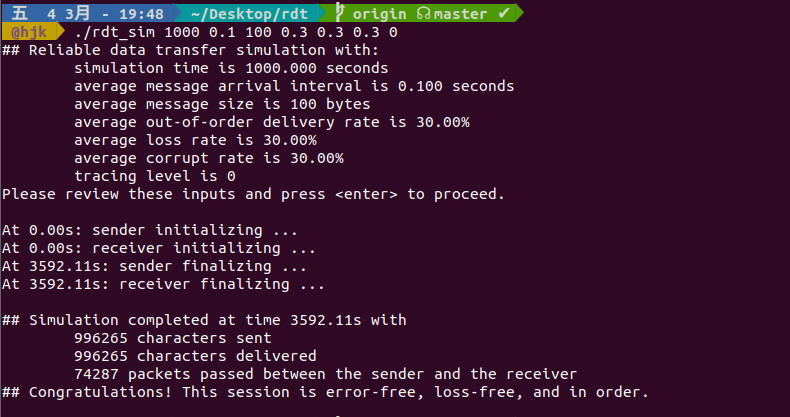 五 4 3月 - 19:48 ~/Desktop/rdt origin master ✔
@hjk ./rdt_sim 1000 0.1 100 0.3 0.3 0.3 0
## Reliable data transfer simulation with:
simulation time is 1000.000 seconds
average message arrival interval is 0.100 seconds
average message size is 100 bytes
average out-of-order delivery rate is 30.00%
average loss rate is 30.00%
average corrupt rate is 30.00%
tracing level is 0
Please review these inputs and press <enter> to proceed.
At 0.00s: sender initializing ...
At 0.00s: receiver initializing ...
At 3592.11s: sender finalizing ...
At 3592.11s: receiver finalizing ...
## Simulation completed at time 3592.11s with
996265 characters sent
996265 characters delivered
74287 packets passed between the sender and the receiver
## Congratulations! This session is error-free, loss-free, and in order.